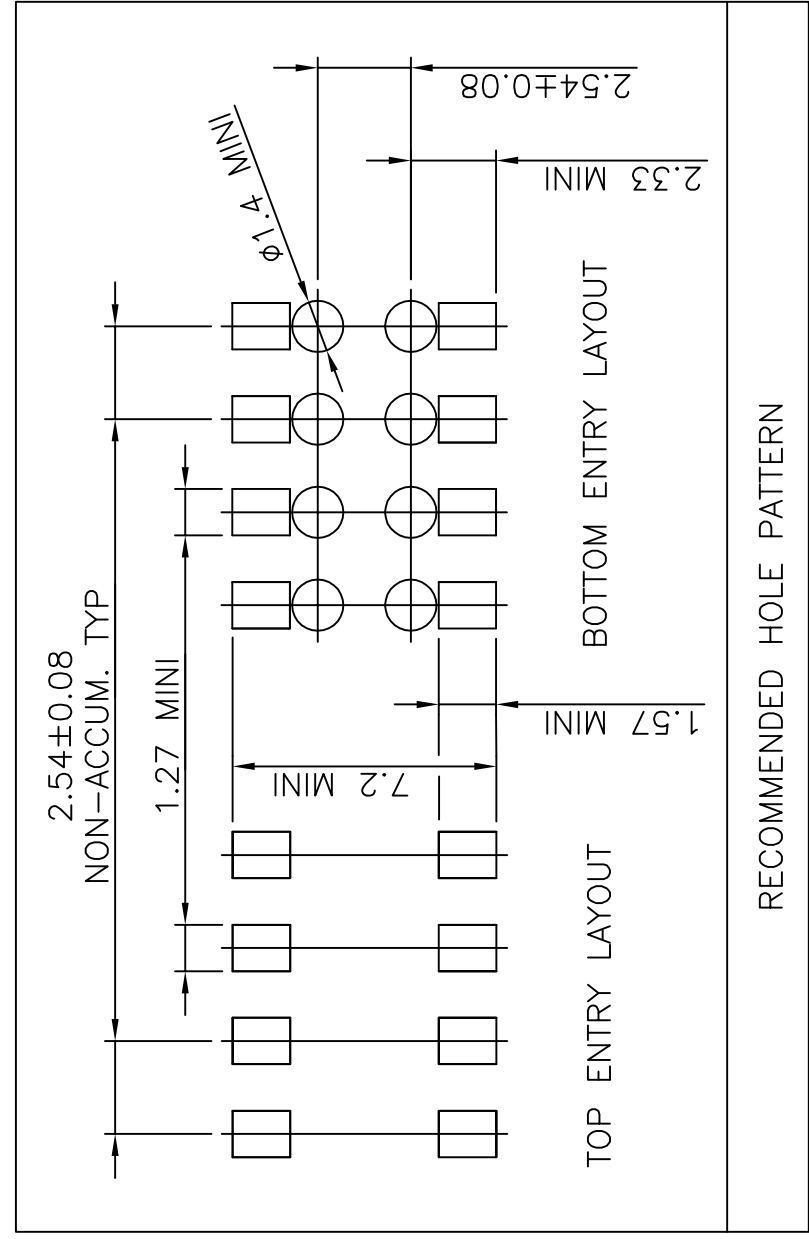 2.54±0.08
NON-ACCUM. TYP
1.27 MINI
7.2 MINI
1.57 MINI
⌀1.4 MINI
2.54±0.08
2.33 MINI
TOP ENTRY LAYOUT
BOTTOM ENTRY LAYOUT
RECOMMENDED HOLE PATTERN